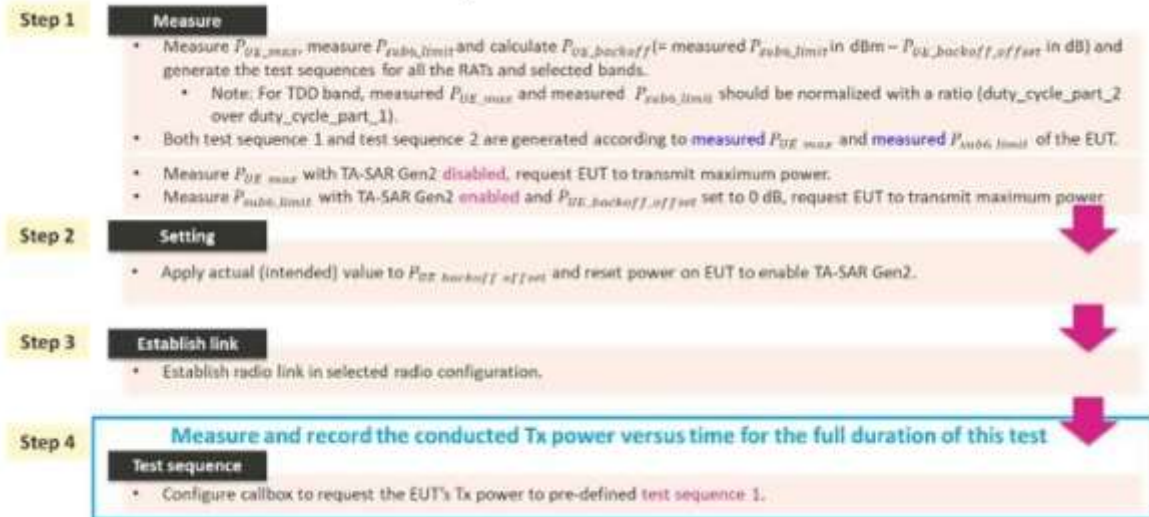 Step 1
Measure
• Measure P_UE_max, measure P_sub6_limit and calculate P_UE_backoff (= measured P_sub6_limit in dBm – P_UE_backoff_offset in dB) and
generate the test sequences for all the RATs and selected bands.
• Note: For TDD band, measured P_UE_max and measured P_sub6_limit should be normalized with a ratio (duty_cycle_part_2
over duty_cycle_part_1).
• Both test sequence 1 and test sequence 2 are generated according to measured P_UE_max and measured P_sub6_limit of the EUT.
• Measure P_UE_max with TA-SAR Gen2 disabled, request EUT to transmit maximum power.
• Measure P_sub6_limit with TA-SAR Gen2 enabled and P_UE_backoff_offset set to 0 dB, request EUT to transmit maximum power
Step 2
Setting
• Apply actual (intended) value to P_UE_backoff_offset and reset power on EUT to enable TA-SAR Gen2.
Step 3
Establish link
• Establish radio link in selected radio configuration.
Step 4
Measure and record the conducted Tx power versus time for the full duration of this test
Test sequence
• Configure callbox to request the EUT's Tx power to pre-defined test sequence 1.